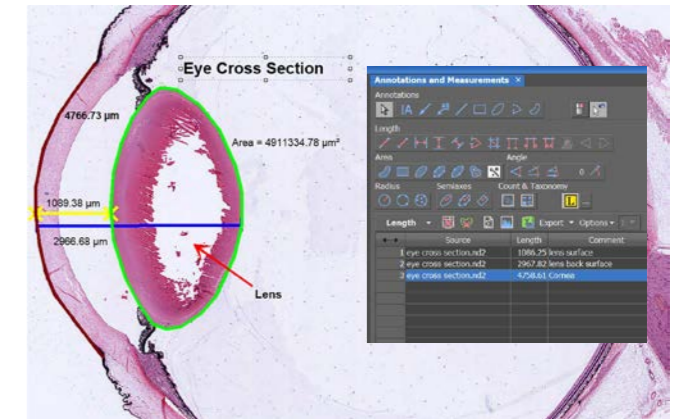 Eye Cross Section
4766.73 µm
Area = 4911334.78 µm²
1089.38 µm
2966.68 µm
Lens
Annotations and Measurements ×
Annotations
Length
Area Angle
Radius Semiaxes Count & Taxonomy
Length Export Options
Source Length Comment
1 eye cross section.nd2 1086.25 lens surface
2 eye cross section.nd2 2967.82 lens back surface
3 eye cross section.nd2 4758.61 Cornea